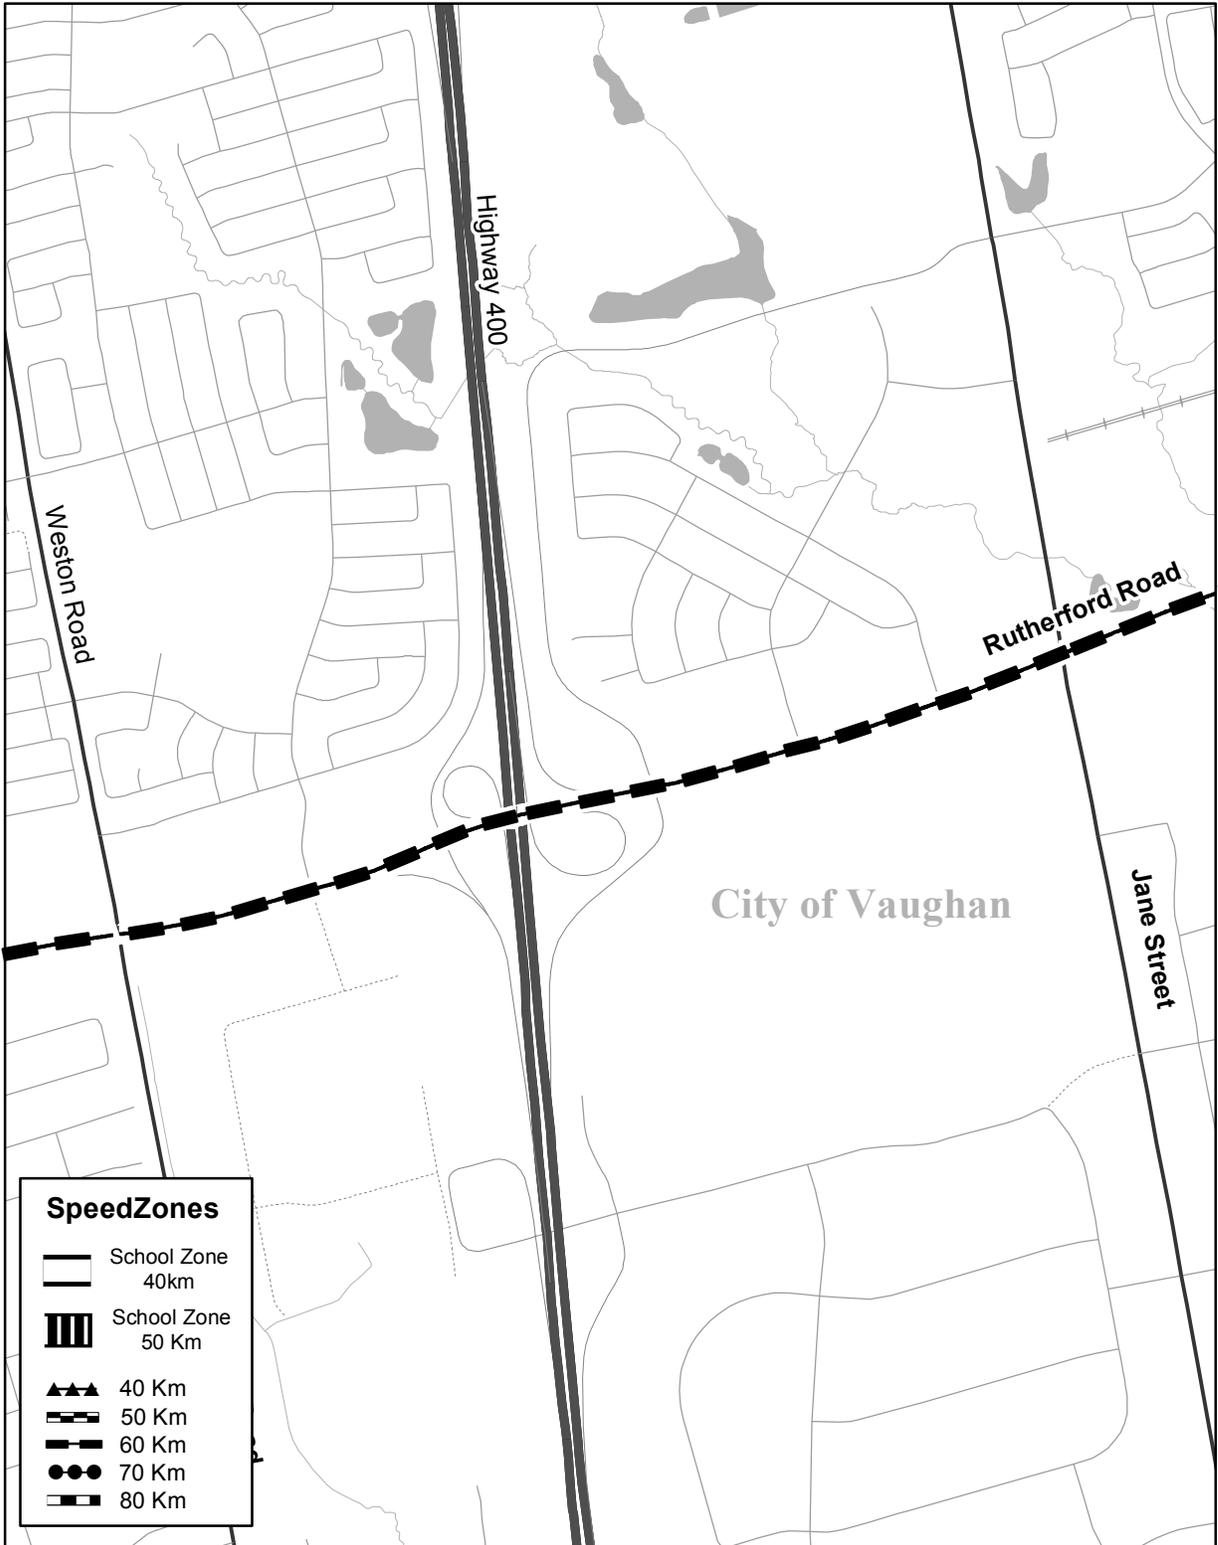 Highway 400
Weston Road
Rutherford Road
City of Vaughan
Jane Street
SpeedZones
School Zone
40km
School Zone
50 Km
40 Km
50 Km
60 Km
70 Km
80 Km